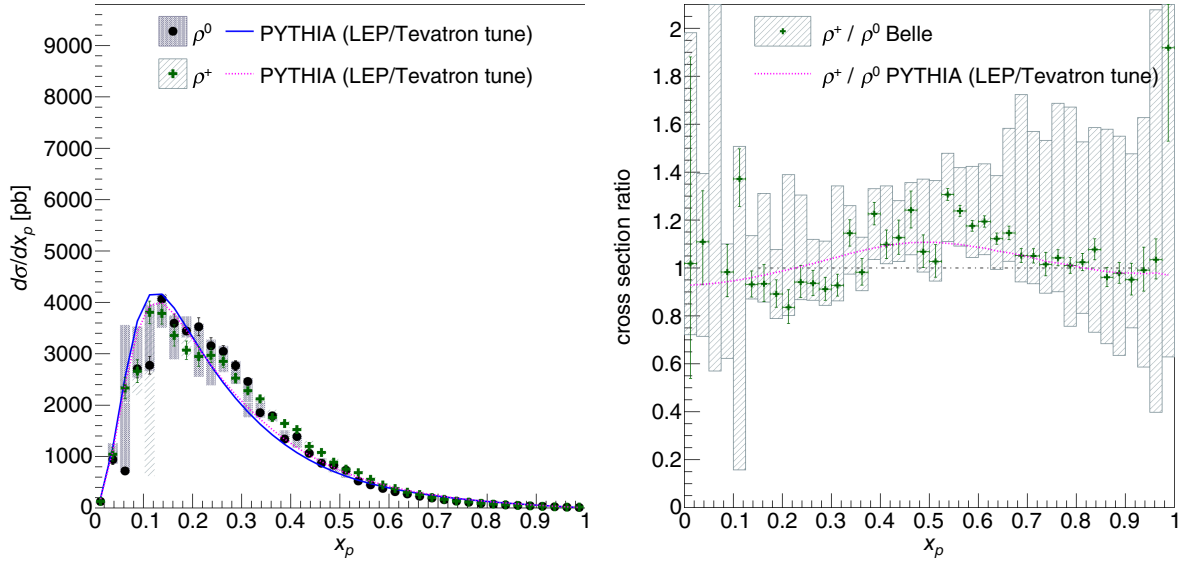 ρ⁰ PYTHIA (LEP/Tevatron tune)
ρ⁺ PYTHIA (LEP/Tevatron tune)
dσ/dxₚ [pb]
9000
8000
7000
6000
5000
4000
3000
2000
1000
0
0 0.1 0.2 0.3 0.4 0.5 0.6 0.7 0.8 0.9 1
xₚ
ρ⁺ / ρ⁰ Belle
ρ⁺ / ρ⁰ PYTHIA (LEP/Tevatron tune)
cross section ratio
2
1.8
1.6
1.4
1.2
1
0.8
0.6
0.4
0.2
0 0.1 0.2 0.3 0.4 0.5 0.6 0.7 0.8 0.9 1
xₚ